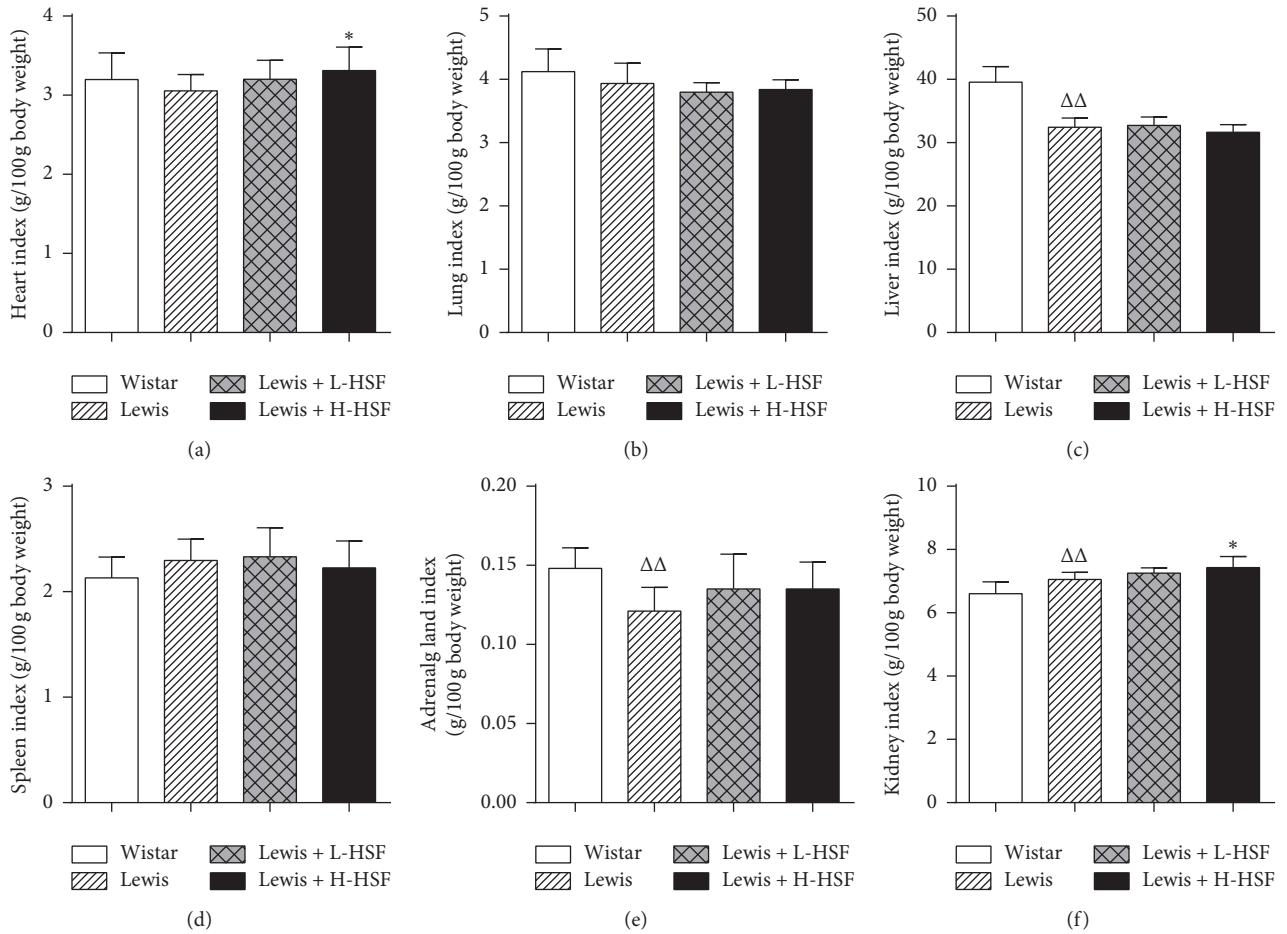 Heart index (g/100 g body weight)
4
3
2
1
0
*
Wistar
Lewis
Lewis + L-HSF
Lewis + H-HSF
(a)
Lung index (g/100 g body weight)
5
4
3
2
1
0
Wistar
Lewis
Lewis + L-HSF
Lewis + H-HSF
(b)
Liver index (g/100 g body weight)
50
40
30
20
10
0
ΔΔ
Wistar
Lewis
Lewis + L-HSF
Lewis + H-HSF
(c)
Spleen index (g/100 g body weight)
3
2
1
0
Wistar
Lewis
Lewis + L-HSF
Lewis + H-HSF
(d)
Adrenalg land index
(g/100 g body weight)
0.20
0.15
0.10
0.05
0.00
ΔΔ
Wistar
Lewis
Lewis + L-HSF
Lewis + H-HSF
(e)
Kidney index (g/100 g body weight)
10
8
6
4
2
0
ΔΔ
*
Wistar
Lewis
Lewis + L-HSF
Lewis + H-HSF
(f)